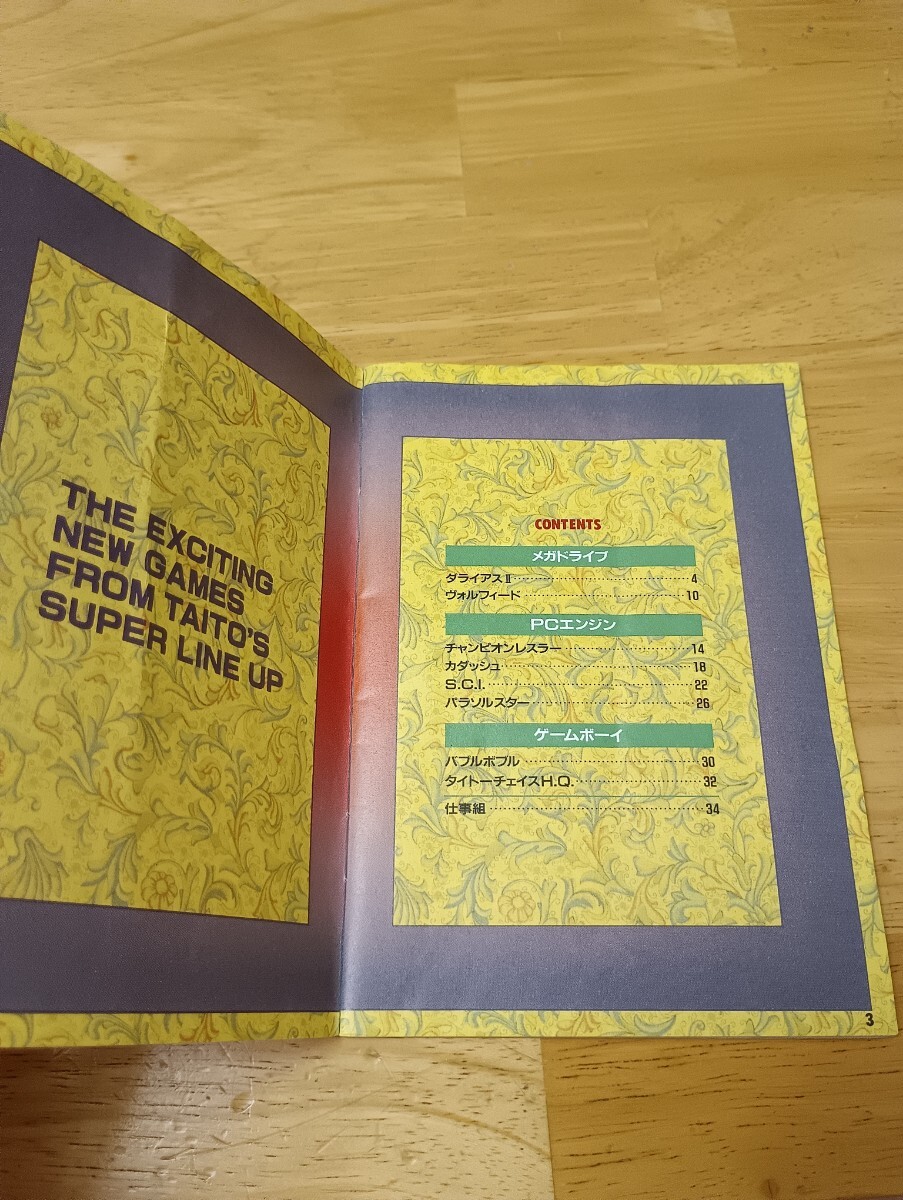 THE EXCITING
NEW GAMES
FROM TAITO'S
SUPER LINE UP
CONTENTS
メガドライブ
ダライアスⅡ 4
ヴォルフィード 10
PCエンジン
チャンピオンレスラー 14
カダッシュ 18
S.C.I. 22
パラソルスター 26
ゲームボーイ
バブルボブル 30
タイトーチェイスH.Q. 32
仕事組 34
3